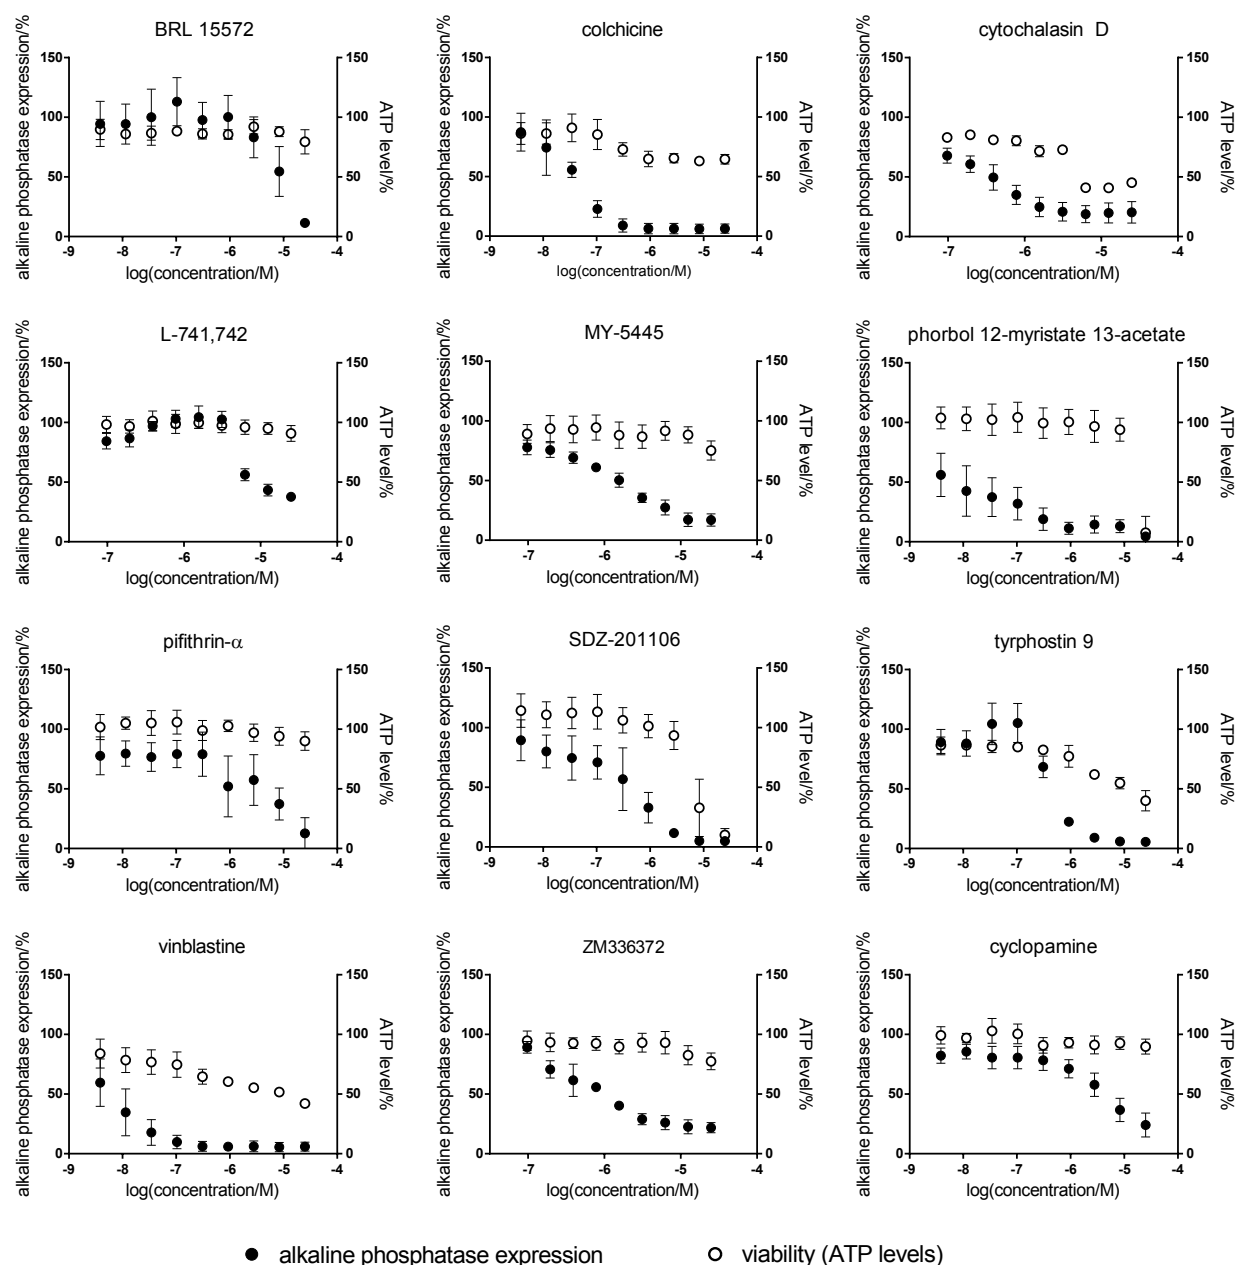 BRL 15572
alkaline phosphatase expression/%
150
100
50
0
150
100
50
0
ATP level/%
-9 -8 -7 -6 -5 -4
log(concentration/M)
colchicine
alkaline phosphatase expression/%
150
100
50
0
150
100
50
0
ATP level/%
-9 -8 -7 -6 -5 -4
log(concentration/M)
cytochalasin D
alkaline phosphatase expression/%
150
100
50
0
150
100
50
0
ATP level/%
-7 -6 -5 -4
log(concentration/M)
L-741,742
alkaline phosphatase expression/%
150
100
50
0
150
100
50
0
ATP level/%
-7 -6 -5 -4
log(concentration/M)
MY-5445
alkaline phosphatase expression/%
150
100
50
0
150
100
50
0
ATP level/%
-7 -6 -5 -4
log(concentration/M)
phorbol 12-myristate 13-acetate
alkaline phosphatase expression/%
150
100
50
0
150
100
50
0
ATP level/%
-9 -8 -7 -6 -5 -4
log(concentration/M)
pifithrin-α
alkaline phosphatase expression/%
150
100
50
0
150
100
50
0
ATP level/%
-9 -8 -7 -6 -5 -4
log(concentration/M)
SDZ-201106
alkaline phosphatase expression/%
150
100
50
0
150
100
50
0
ATP level/%
-9 -8 -7 -6 -5 -4
log(concentration/M)
tyrphostin 9
alkaline phosphatase expression/%
150
100
50
0
150
100
50
0
ATP level/%
-9 -8 -7 -6 -5 -4
log(concentration/M)
vinblastine
alkaline phosphatase expression/%
150
100
50
0
150
100
50
0
ATP level/%
-9 -8 -7 -6 -5 -4
log(concentration/M)
ZM336372
alkaline phosphatase expression/%
150
100
50
0
150
100
50
0
ATP level/%
-7 -6 -5 -4
log(concentration/M)
cyclopamine
alkaline phosphatase expression/%
150
100
50
0
150
100
50
0
ATP level/%
-9 -8 -7 -6 -5 -4
log(concentration/M)
alkaline phosphatase expression
viability (ATP levels)